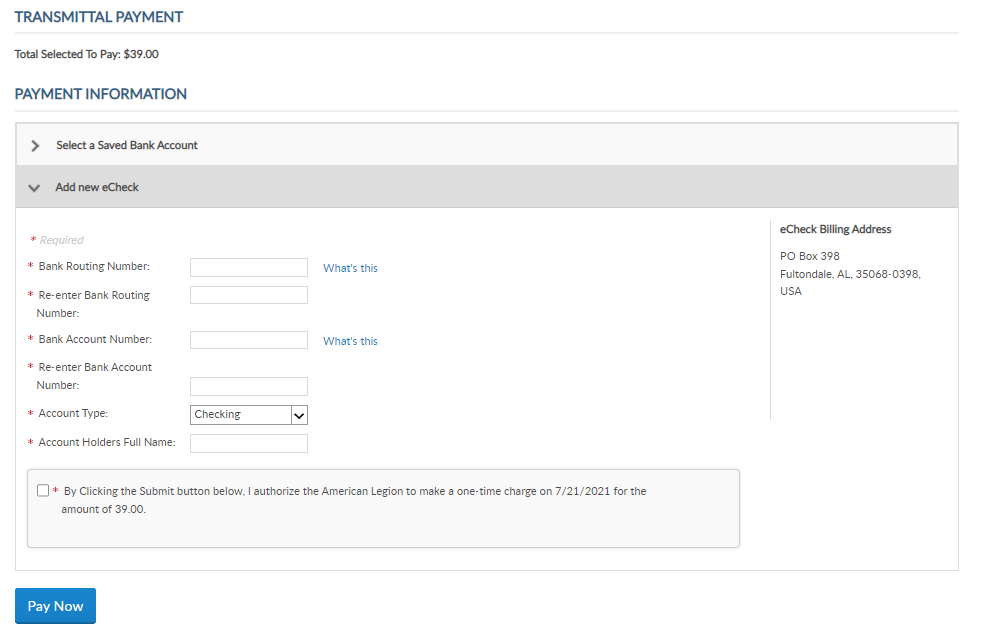 TRANSMITTAL PAYMENT
Total Selected To Pay: $39.00
PAYMENT INFORMATION
Select a Saved Bank Account
Add new eCheck
* Required
* Bank Routing Number:
What's this
* Re-enter Bank Routing
Number:
* Bank Account Number:
What's this
* Re-enter Bank Account
Number:
* Account Type:
Checking
* Account Holders Full Name:
eCheck Billing Address
PO Box 398
Fultondale, AL, 35068-0398,
USA
* By Clicking the Submit button below, I authorize the American Legion to make a one-time charge on 7/21/2021 for the
amount of 39.00.
Pay Now